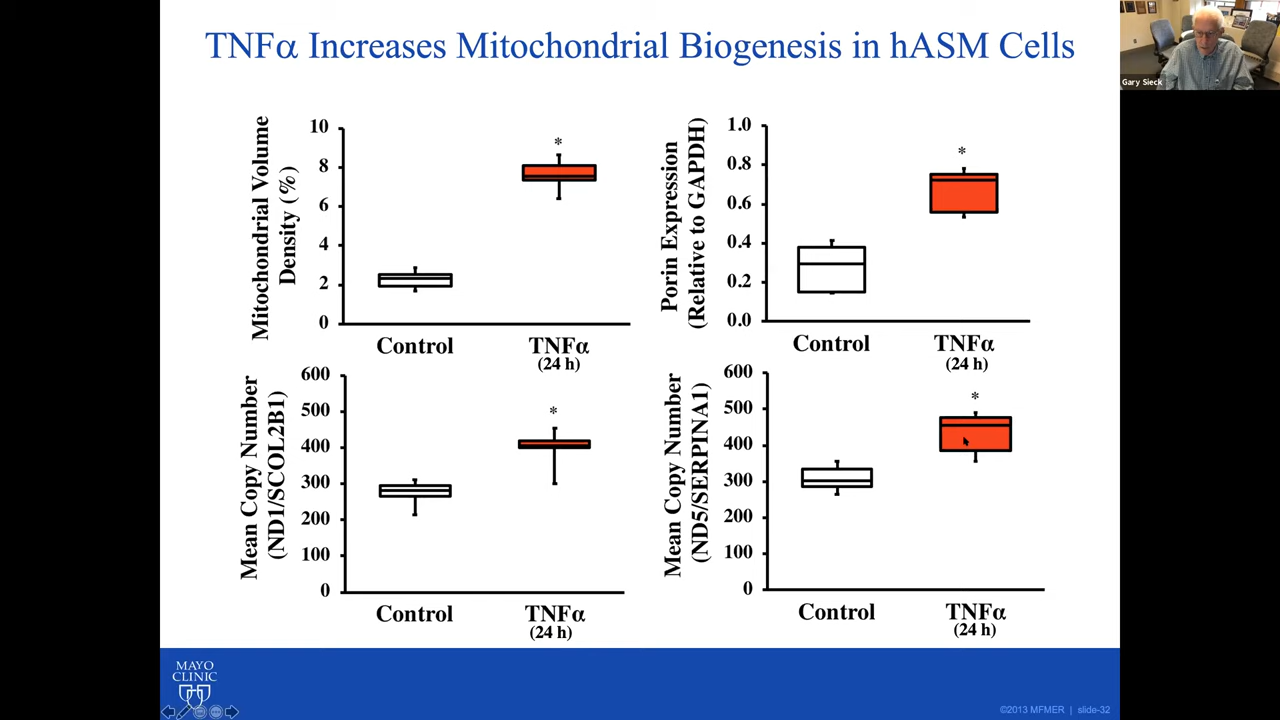 TNFα Increases Mitochondrial Biogenesis in hASM Cells
Gary Sieck
Mitochondrial Volume
Density (%)
10
8
6
4
2
0
Control
TNFα
(24 h)
*
Porin Expression
(Relative to GAPDH)
1.0
0.8
0.6
0.4
0.2
0.0
Control
TNFα
(24 h)
*
Mean Copy Number
(ND1/SCOL2B1)
600
500
400
300
200
100
0
Control
TNFα
(24 h)
*
Mean Copy Number
(ND5/SERPINA1)
600
500
400
300
200
100
0
Control
TNFα
(24 h)
*
MAYO
CLINIC
©2013 MFMER | slide-32